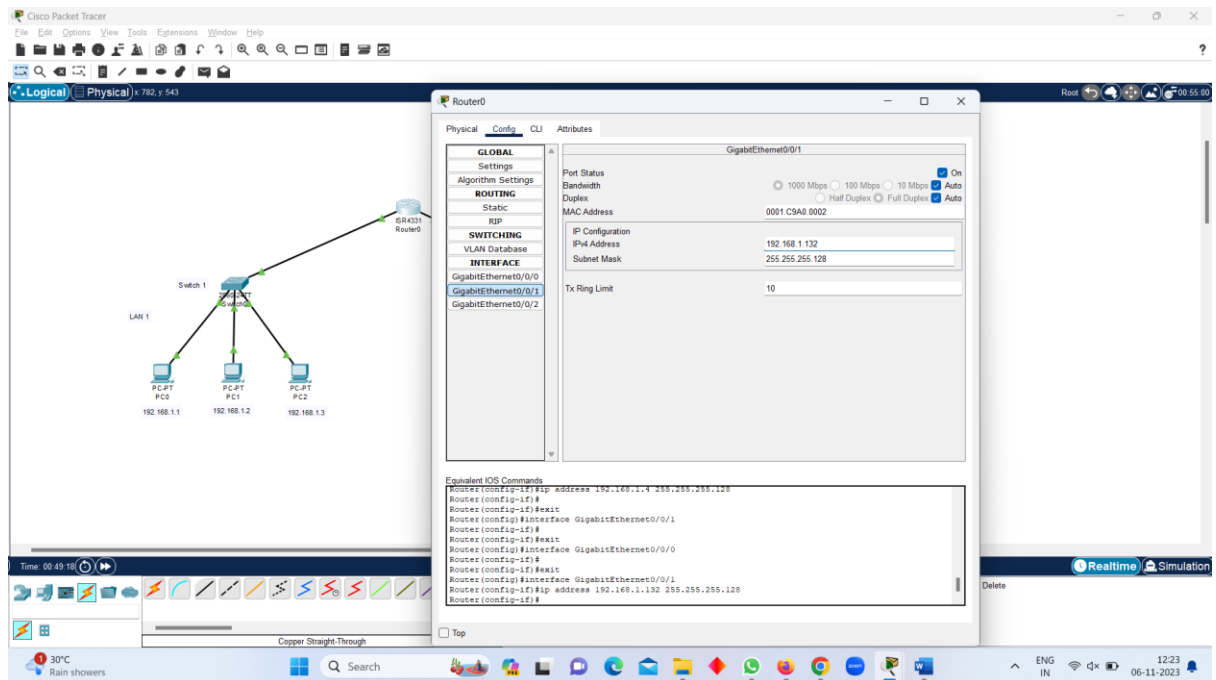 Cisco Packet Tracer
File Edit Options View Tools Extensions Window Help
?
Logical Physical x: 782, y: 543
Root 00:55:00
Router0
Physical Config CLI Attributes
GLOBAL
Settings
Algorithm Settings
ROUTING
Static
RIP
SWITCHING
VLAN Database
INTERFACE
GigabitEthernet0/0/0
GigabitEthernet0/0/1
GigabitEthernet0/0/2
GigabitEthernet0/0/1
Port Status On
Bandwidth 1000 Mbps 100 Mbps 10 Mbps Auto
Duplex Half Duplex Full Duplex Auto
MAC Address 0001.C9A0.0002
IP Configuration
IPv4 Address 192.168.1.132
Subnet Mask 255.255.255.128
Tx Ring Limit 10
ISR4331
Router0
Switch 1
LAN 1
PC-PT
PC0
192.168.1.1
PC-PT
PC1
192.168.1.2
PC-PT
PC2
192.168.1.3
Equivalent IOS Commands
Router(config-if)#ip address 192.168.1.4 255.255.255.128
Router(config-if)#
Router(config-if)#exit
Router(config)#interface GigabitEthernet0/0/1
Router(config-if)#
Router(config-if)#exit
Router(config)#interface GigabitEthernet0/0/0
Router(config-if)#
Router(config-if)#exit
Router(config)#interface GigabitEthernet0/0/1
Router(config-if)#ip address 192.168.1.132 255.255.255.128
Router(config-if)#
Top
Time: 00:49:18
Realtime Simulation
Delete
Copper Straight-Through
1
30°C
Rain showers
Search
PRE
zoom
ENG
IN
12:23
06-11-2023